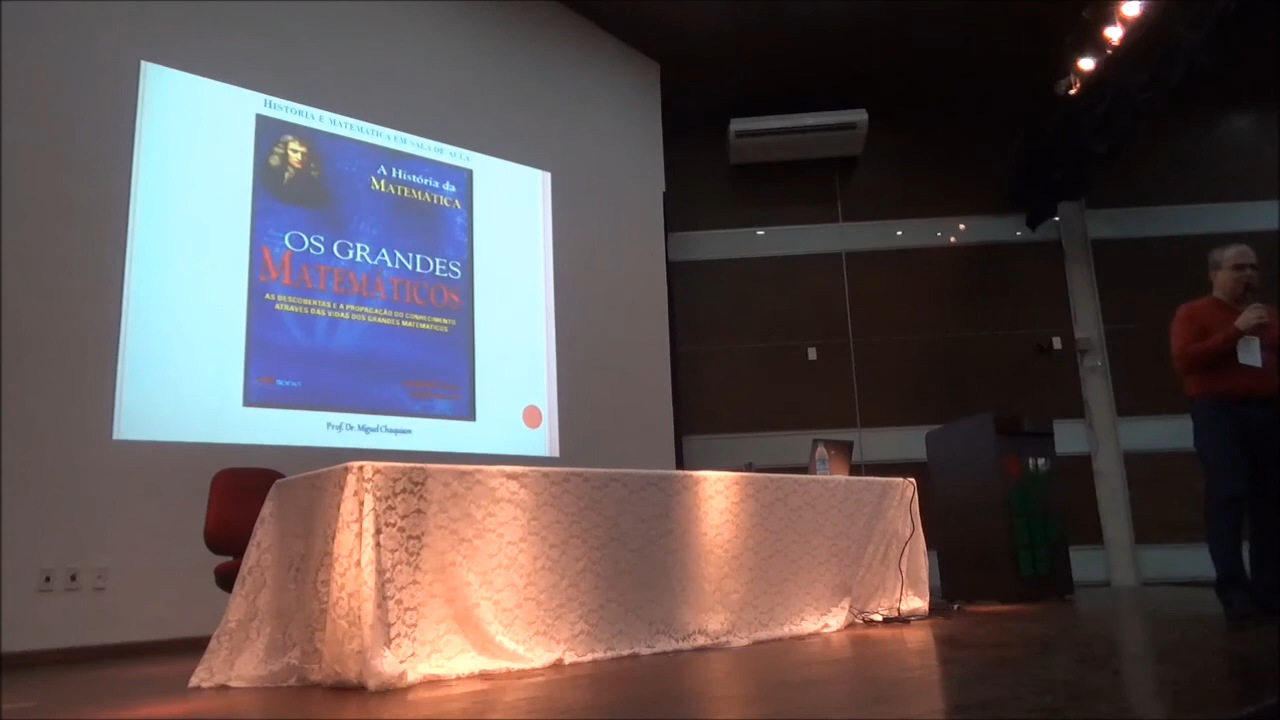 HISTÓRIA E MATEMÁTICA EM SALA DE AULA
A História da
MATEMÁTICA
OS GRANDES
MATEMÁTICOS
AS DESCOBERTAS E A PROPAGAÇÃO DO CONHECIMENTO
ATRAVÉS DAS VIDAS DOS GRANDES MATEMÁTICOS
Prof. Dr. Miguel Chaquiam